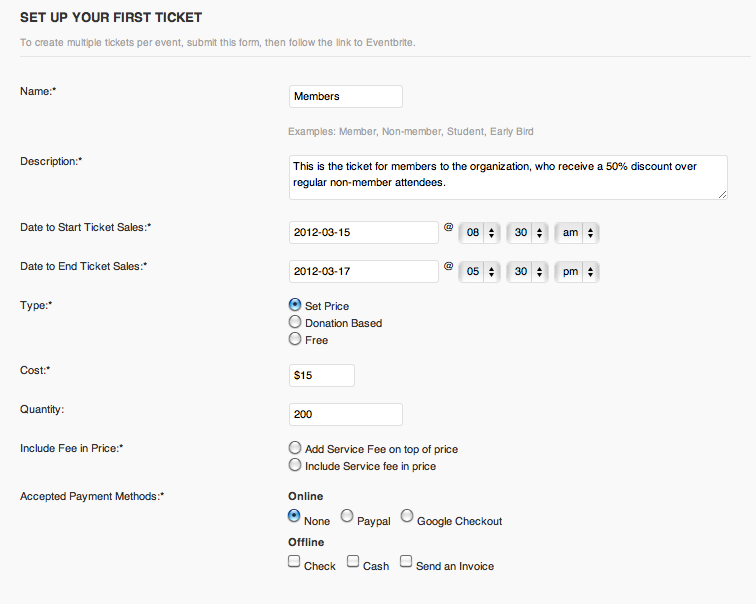 SET UP YOUR FIRST TICKET
To create multiple tickets per event, submit this form, then follow the link to Eventbrite.
Name:* Members
Examples: Member, Non-member, Student, Early Bird
Description:* This is the ticket for members to the organization, who receive a 50% discount over
regular non-member attendees.
Date to Start Ticket Sales:* 2012-03-15 @ 08 30 am
Date to End Ticket Sales:* 2012-03-17 @ 05 30 pm
Type:* Set Price
Donation Based
Free
Cost:* $15
Quantity: 200
Include Fee in Price:* Add Service Fee on top of price
Include Service fee in price
Accepted Payment Methods:* Online
None Paypal Google Checkout
Offline
Check Cash Send an Invoice